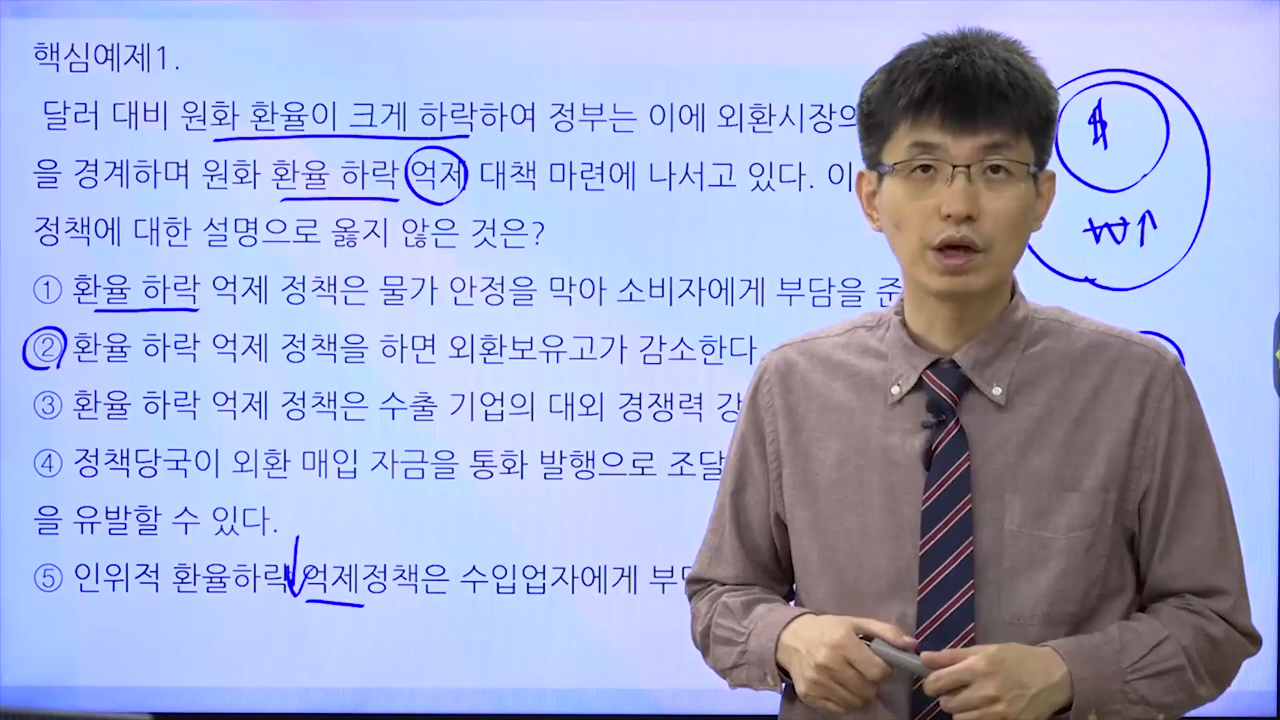 핵심예제1.
달러 대비 원화 환율이 크게 하락하여 정부는 이에 외환시장의
을 경계하며 원화 환율 하락 억제 대책 마련에 나서고 있다. 이
정책에 대한 설명으로 옳지 않은 것은?
① 환율 하락 억제 정책은 물가 안정을 막아 소비자에게 부담을 준
② 환율 하락 억제 정책을 하면 외환보유고가 감소한다
③ 환율 하락 억제 정책은 수출 기업의 대외 경쟁력 강
④ 정책당국이 외환 매입 자금을 통화 발행으로 조달
을 유발할 수 있다.
⑤ 인위적 환율하락 억제정책은 수입업자에게 부
$
₩↑